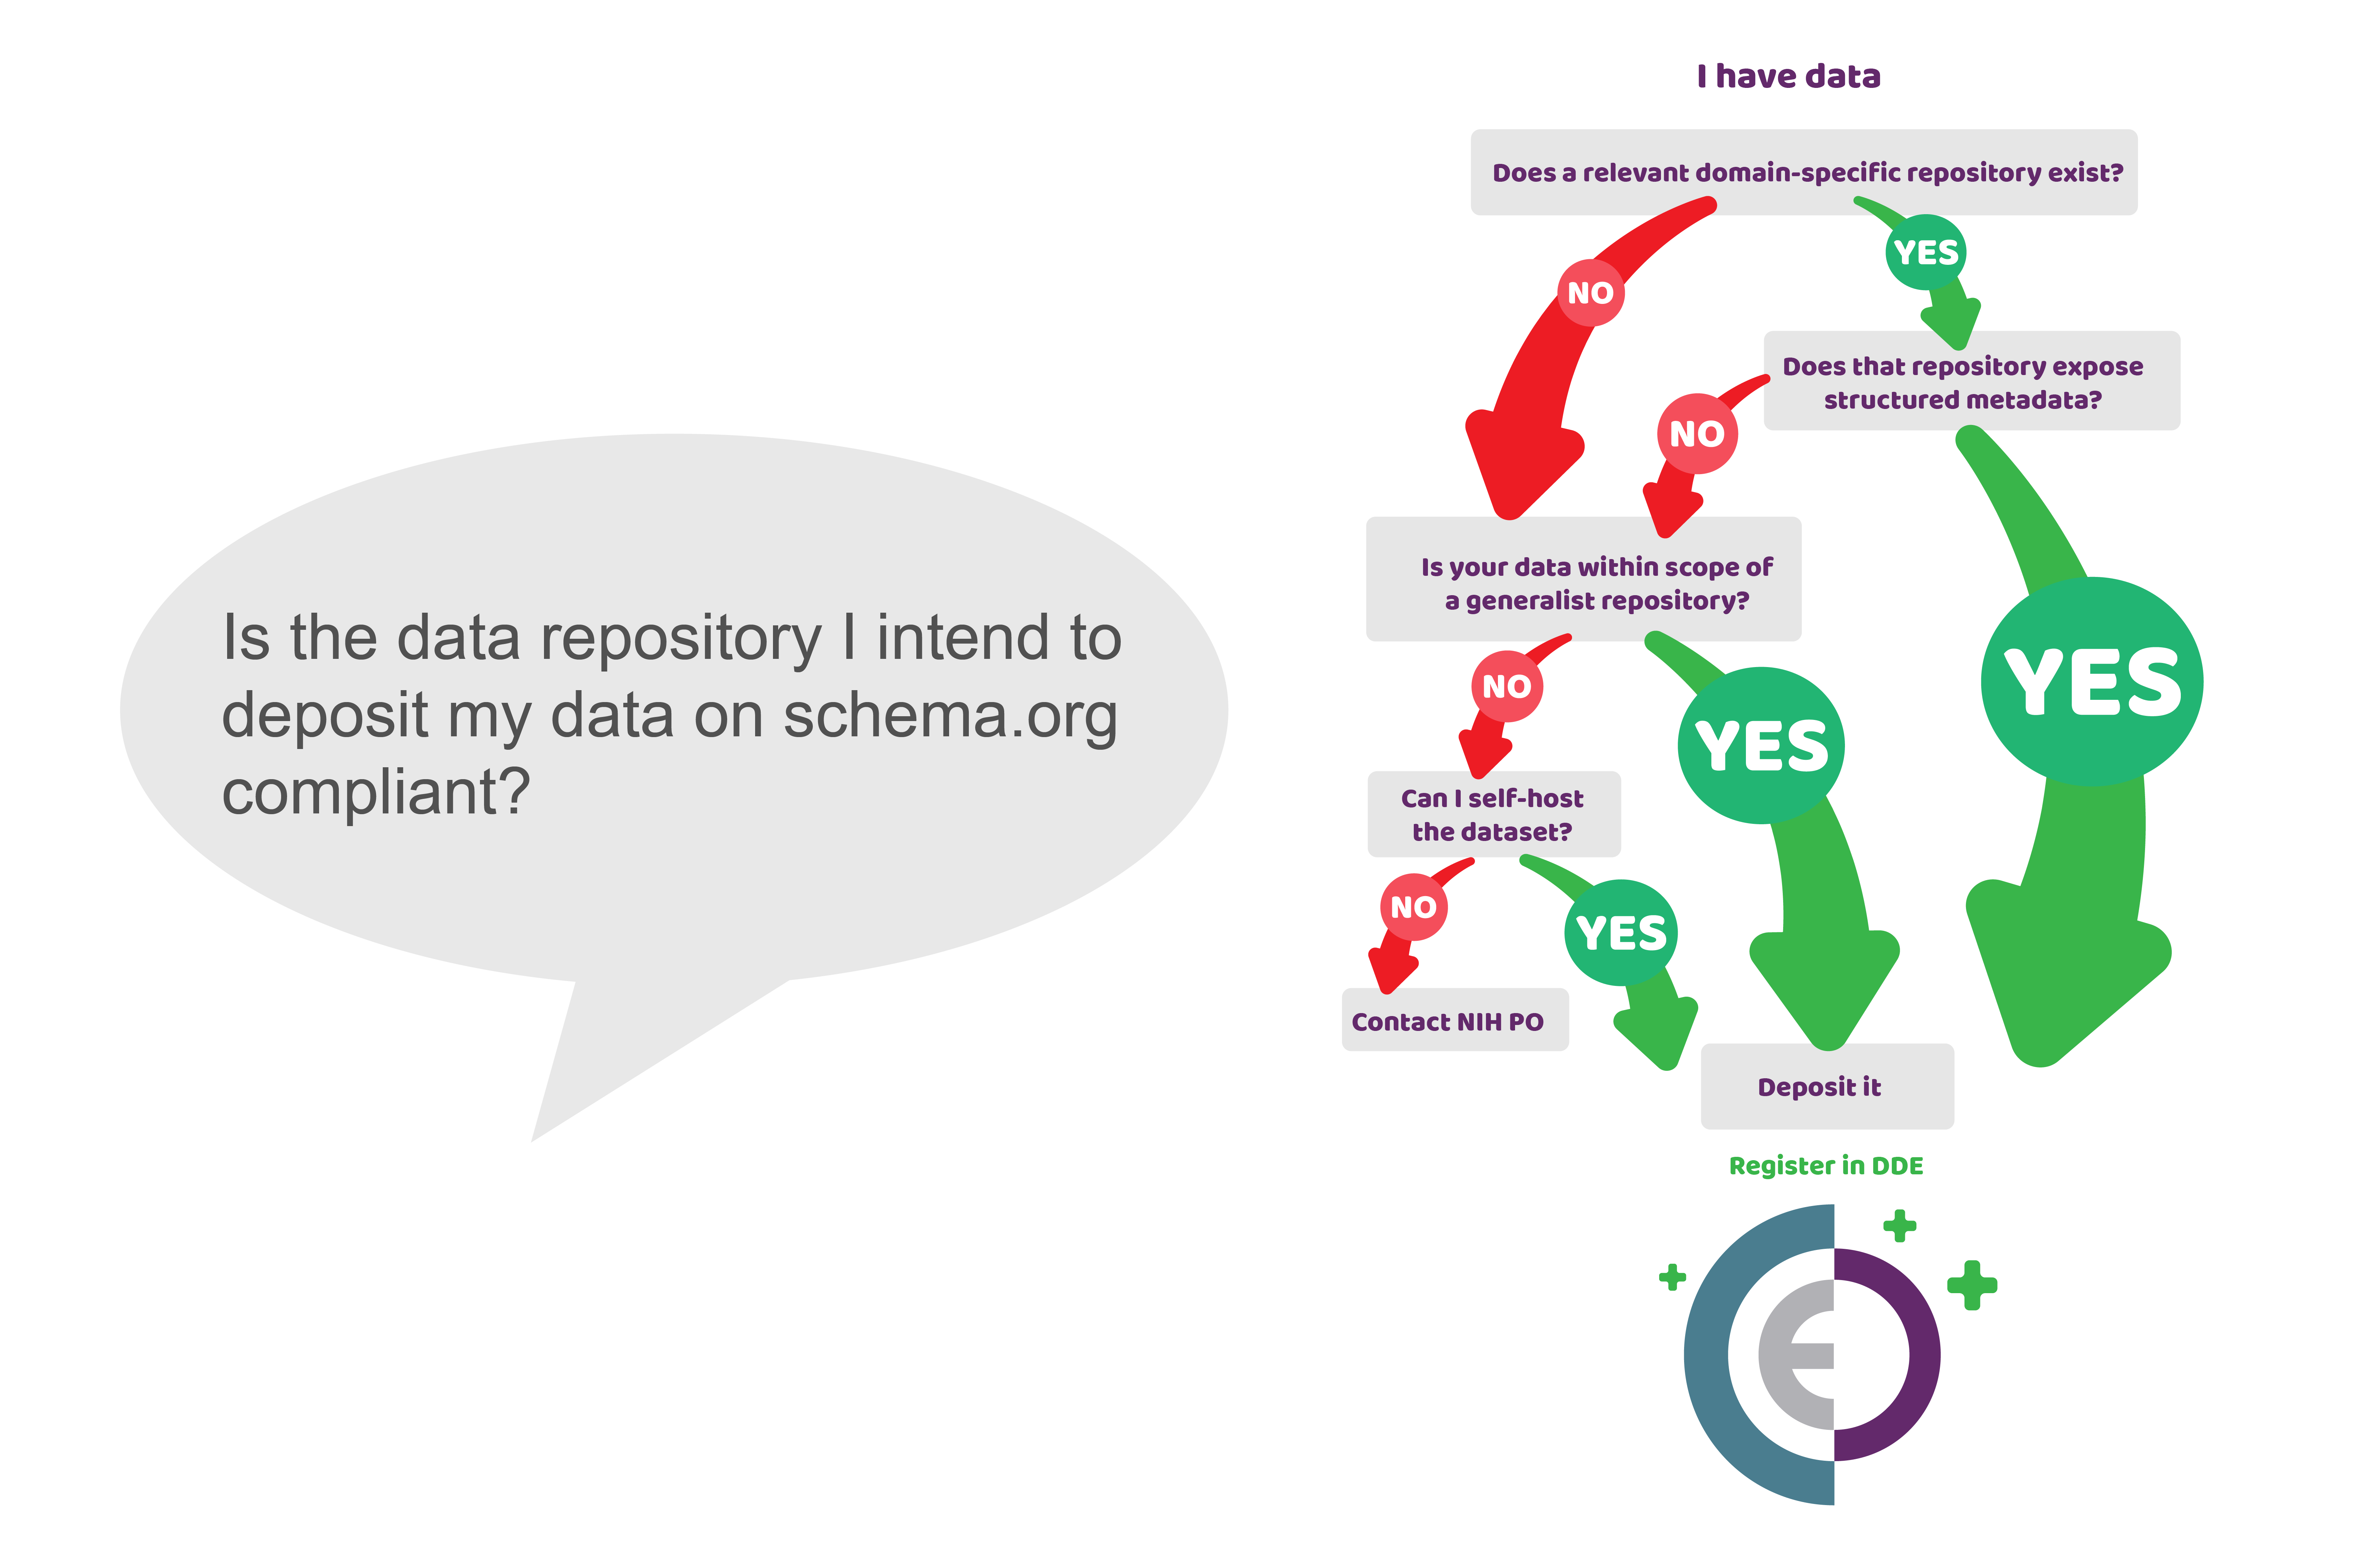 Is the data repository I intend to
deposit my data on schema.org
compliant?
I have data
Does a relevant domain-specific repository exist?
YES
NO
Does that repository expose
structured metadata?
NO
Is your data within scope of
a generalist repository?
YES
NO
YES
Can I self-host
the dataset?
NO
YES
Contact NIH PO
Deposit it
Register in DDE